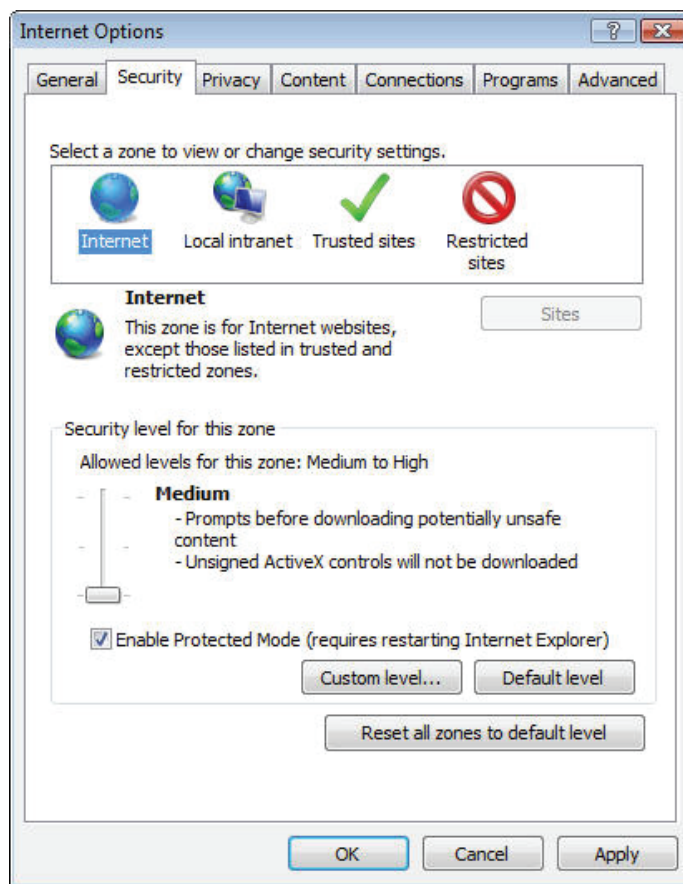 Internet Options
General Security Privacy Content Connections Programs Advanced
Select a zone to view or change security settings.
Internet Local intranet Trusted sites Restricted
sites
Internet
Sites
This zone is for Internet websites,
except those listed in trusted and
restricted zones.
Security level for this zone
Allowed levels for this zone: Medium to High
Medium
- Prompts before downloading potentially unsafe
content
- Unsigned ActiveX controls will not be downloaded
Enable Protected Mode (requires restarting Internet Explorer)
Custom level... Default level
Reset all zones to default level
OK Cancel Apply